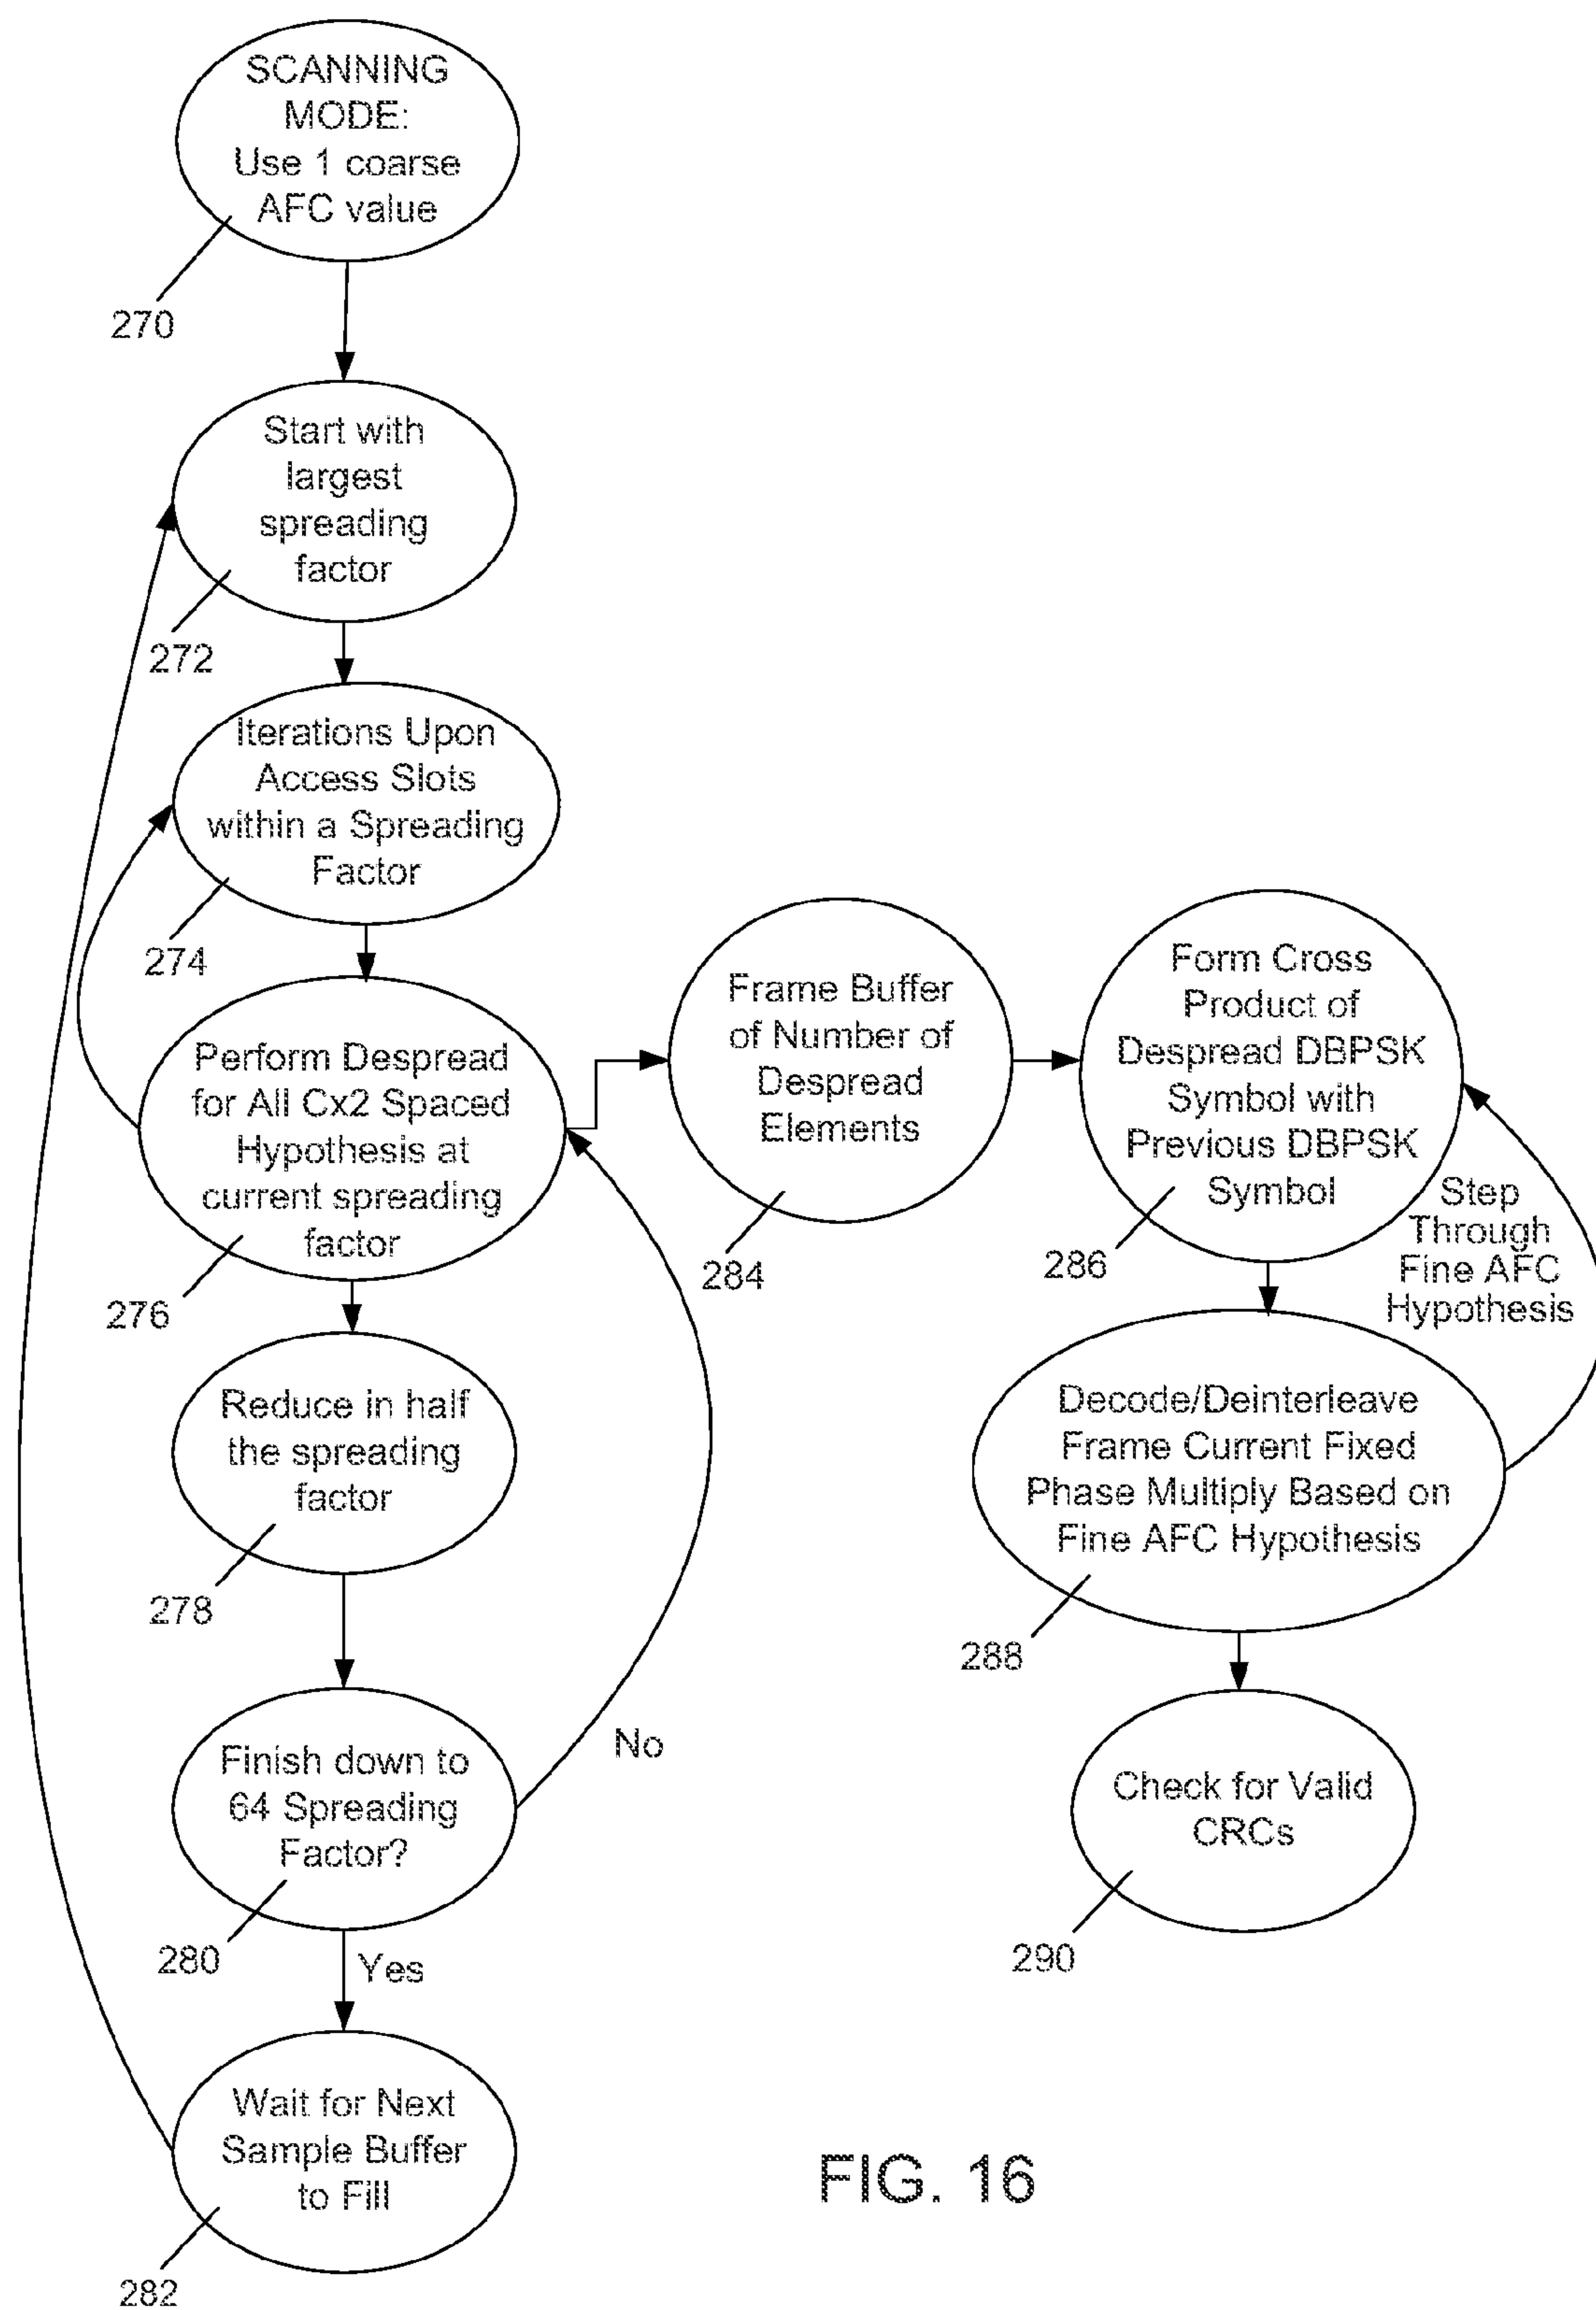 SCANNING
MODE:
Use 1 coarse
AFC value
270
Start with
largest
spreading
factor
272
Iterations Upon
Access Slots
within a Spreading
Factor
274
Perform Despread
for All Cx2 Spaced
Hypothesis at
current spreading
factor
276
Reduce in half
the spreading
factor
278
Finish down to
64 Spreading
Factor?
280
No
Yes
Wait for Next
Sample Buffer
to Fill
282
Frame Buffer
of Number of
Despread
Elements
284
Form Cross
Product of
Despread DBPSK
Symbol with
Previous DBPSK
Symbol
286
Step
Through
Fine AFC
Hypothesis
Decode/Deinterleave
Frame Current Fixed
Phase Multiply Based on
Fine AFC Hypothesis
288
Check for Valid
CRCs
290
FIG. 16